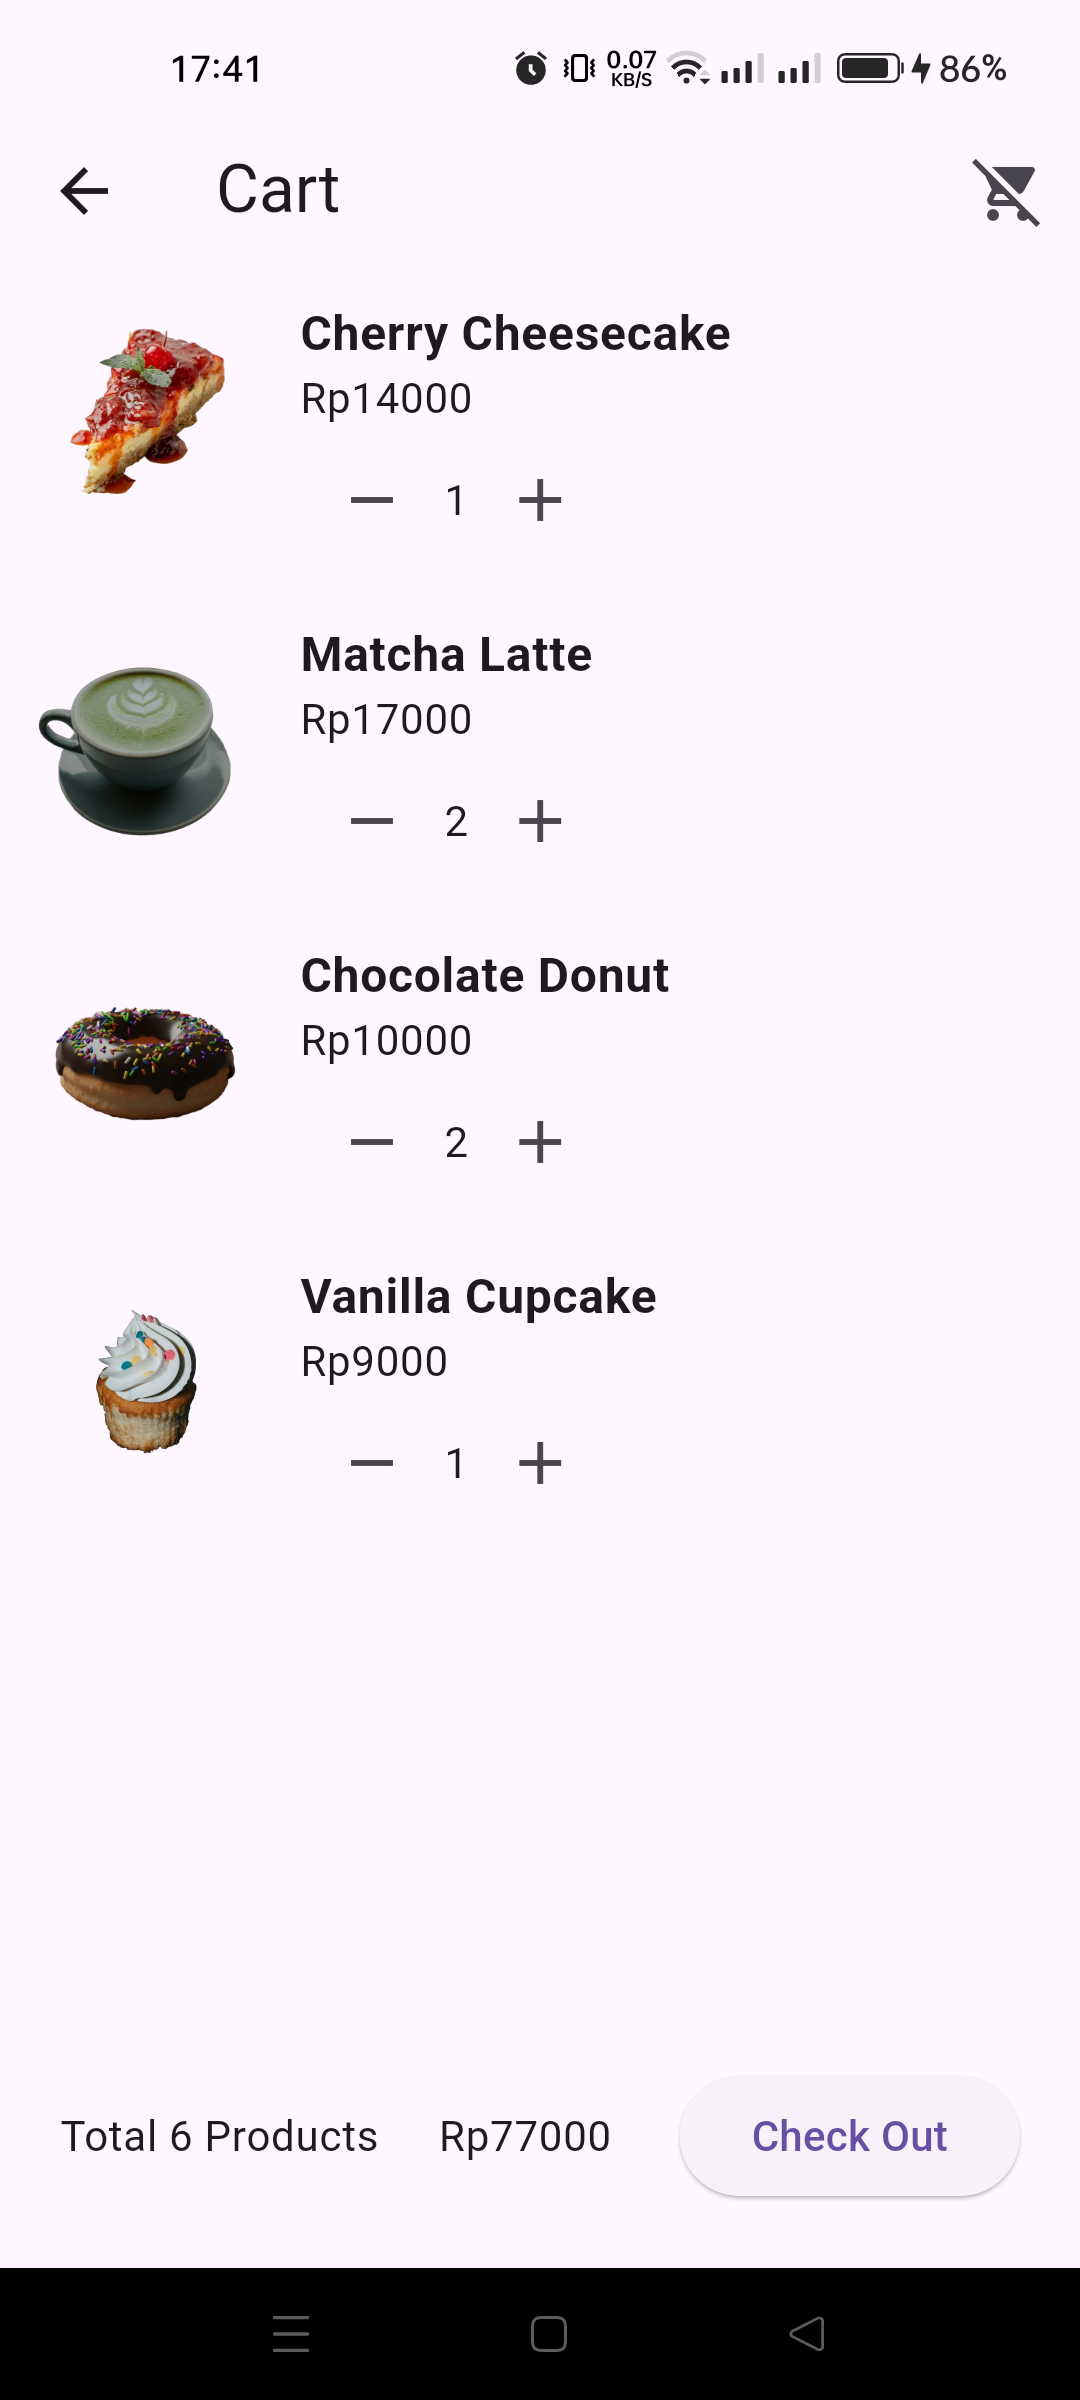 17:41 0.07 KB/S 86%
Cart
Cherry Cheesecake
Rp14000
1
Matcha Latte
Rp17000
2
Chocolate Donut
Rp10000
2
Vanilla Cupcake
Rp9000
1
Total 6 Products Rp77000 Check Out